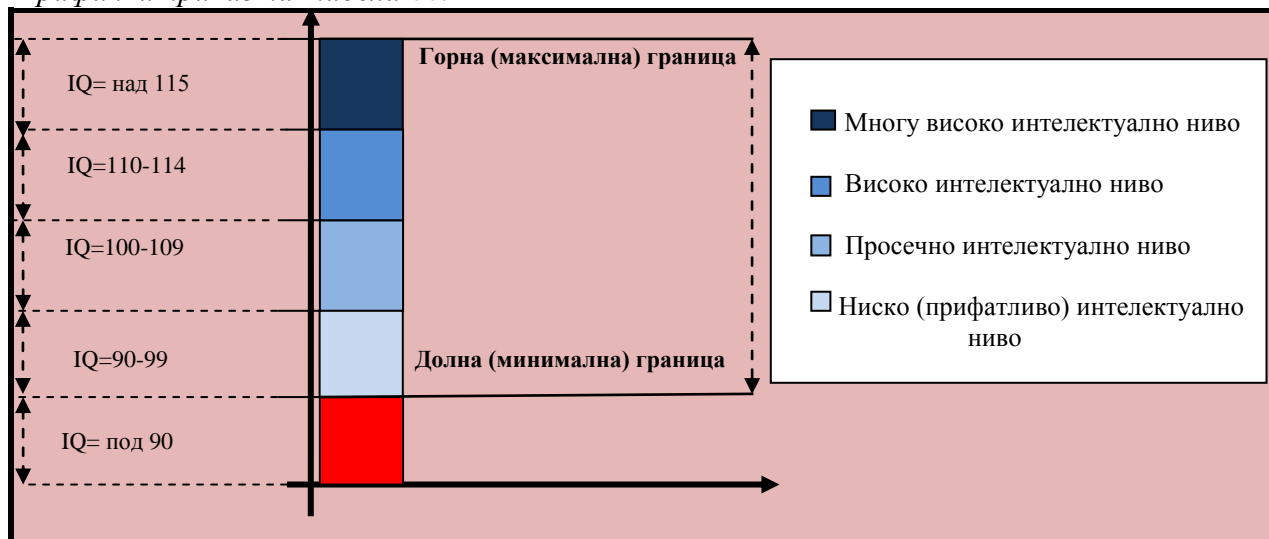 Горна (максимална) граница
IQ= над 115
Многу високо интелектуално ниво
IQ=110-114
Високо интелектуално ниво
IQ=100-109
Просечно интелектуално ниво
Ниско (прифатливо) интелектуално
ниво
IQ=90-99
Долна (минимална) граница
IQ= под 90